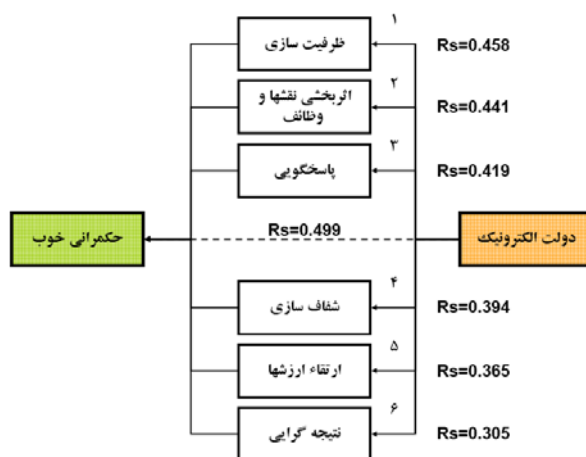 ۱
ظرفیت سازی
Rs=0.458
۲
اثربخشی نقشها و
وظائف
Rs=0.441
۳
پاسخگویی
Rs=0.419
دولت الکترونیک
Rs=0.499
حکمرانی خوب
۴
شفاف سازی
Rs=0.394
۵
ارتقاء ارزشها
Rs=0.365
۶
نتیجه گرایی
Rs=0.305